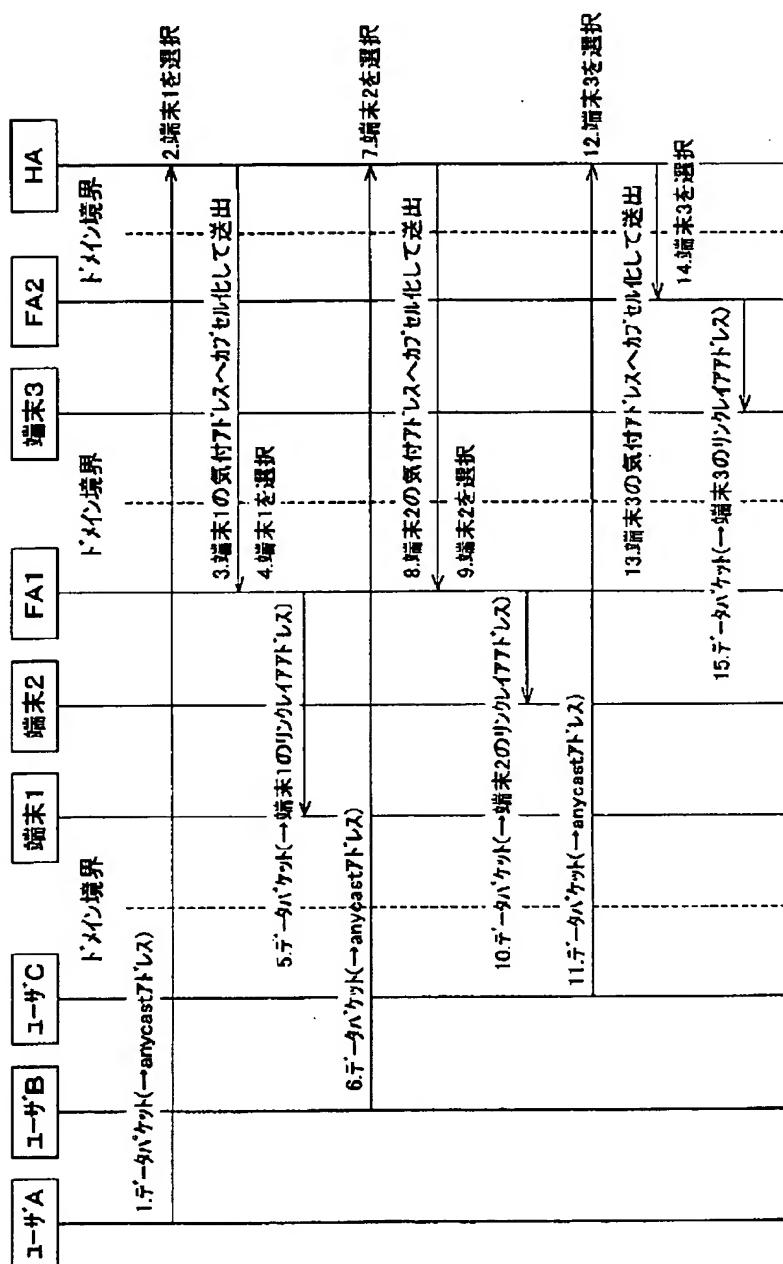 ユーザA
ユーザB
ユーザC
端末1
端末2
FA1
端末3
FA2
HA
ドメイン境界
ドメイン境界
ドメイン境界
1.データパケット(→anycastアドレス)
2.端末1を選択
3.端末1の気付アドレスへカプセル化して送出
4.端末1を選択
5.データパケット(→端末1のリンクレイアアドレス)
6.データパケット(→anycastアドレス)
7.端末2を選択
8.端末2の気付アドレスへカプセル化して送出
9.端末2を選択
10.データパケット(→端末2のリンクレイアアドレス)
11.データパケット(→anycastアドレス)
12.端末3を選択
13.端末3の気付アドレスへカプセル化して送出
14.端末3を選択
15.データパケット(→端末3のリンクレイアアドレス)